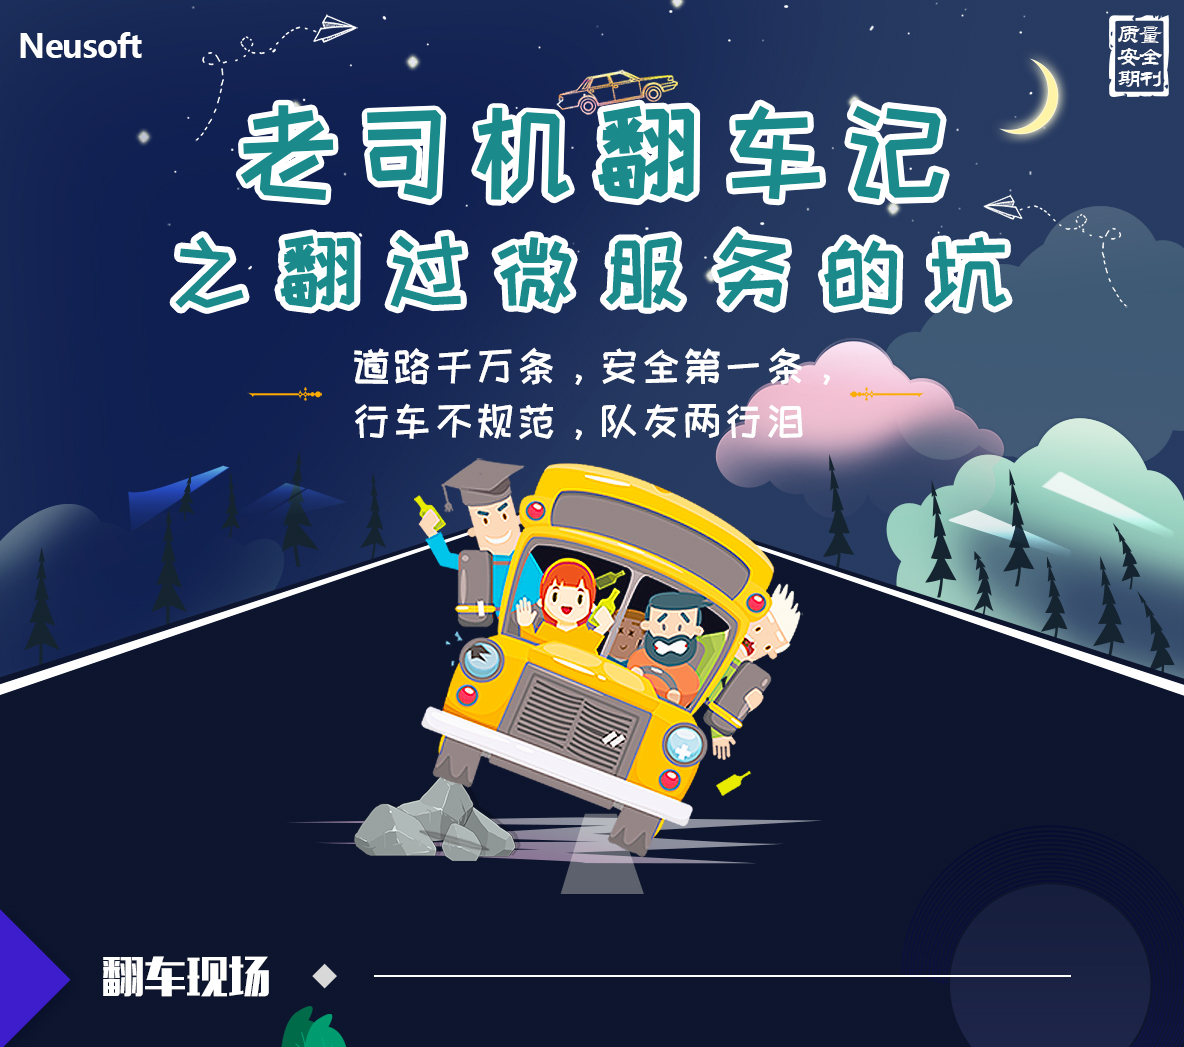 Neusoft
质量
安全
期刊
老司机翻车记
之翻过微服务的坑
道路千万条，安全第一条，
行车不规范，队友两行泪
翻车现场